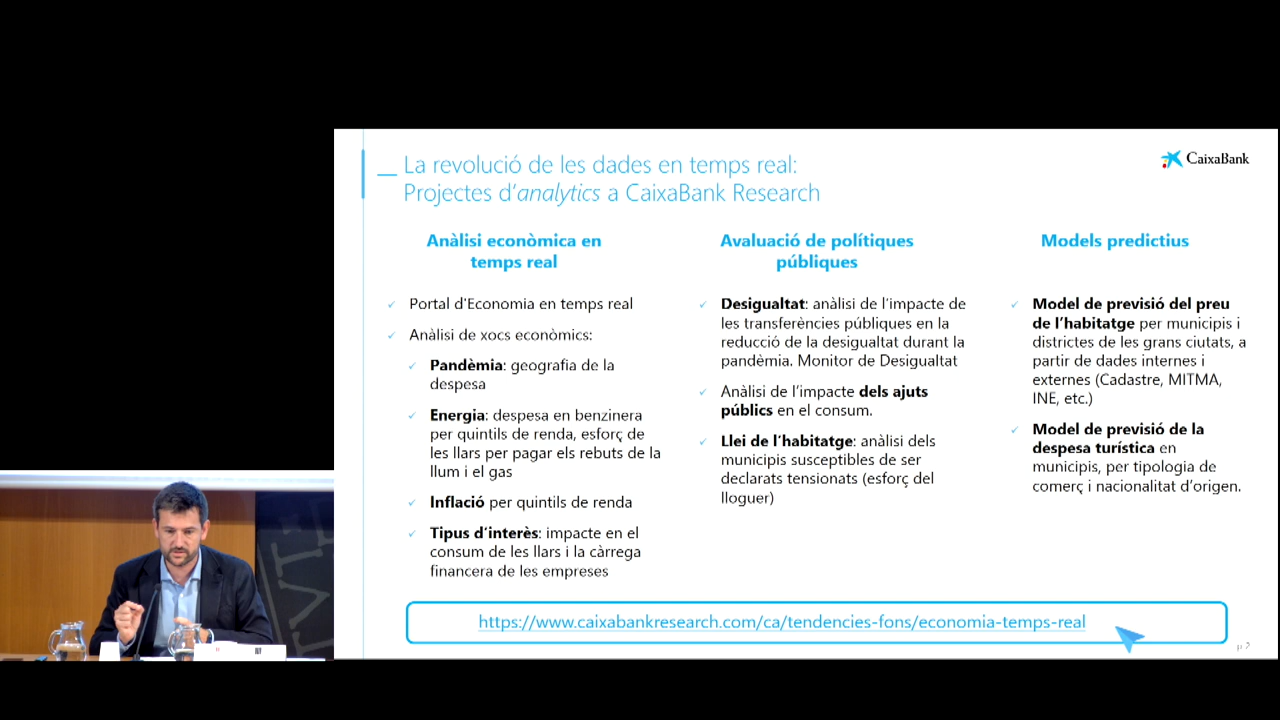 La revolució de les dades en temps real:
Projectes d'analytics a CaixaBank Research
CaixaBank
Anàlisi econòmica en
temps real
Portal d'Economia en temps real
Anàlisi de xocs econòmics:
Pandèmia: geografia de la
despesa
Energia: despesa en benzinera
per quintils de renda, esforç de
les llars per pagar els rebuts de la
llum i el gas
Inflació per quintils de renda
Tipus d'interès: impacte en el
consum de les llars i la càrrega
financera de les empreses
Avaluació de polítiques
públiques
Desigualtat: anàlisi de l'impacte de
les transferències públiques en la
reducció de la desigualtat durant la
pandèmia. Monitor de Desigualtat
Anàlisi de l'impacte dels ajuts
públics en el consum.
Llei de l'habitatge: anàlisi dels
municipis susceptibles de ser
declarats tensionats (esforç del
lloguer)
Models predictius
Model de previsió del preu
de l'habitatge per municipis i
districtes de les grans ciutats, a
partir de dades internes i
externes (Cadastre, MITMA,
INE, etc.)
Model de previsió de la
despesa turística en
municipis, per tipologia de
comerç i nacionalitat d'origen.
https://www.caixabankresearch.com/ca/tendencies-fons/economia-temps-real